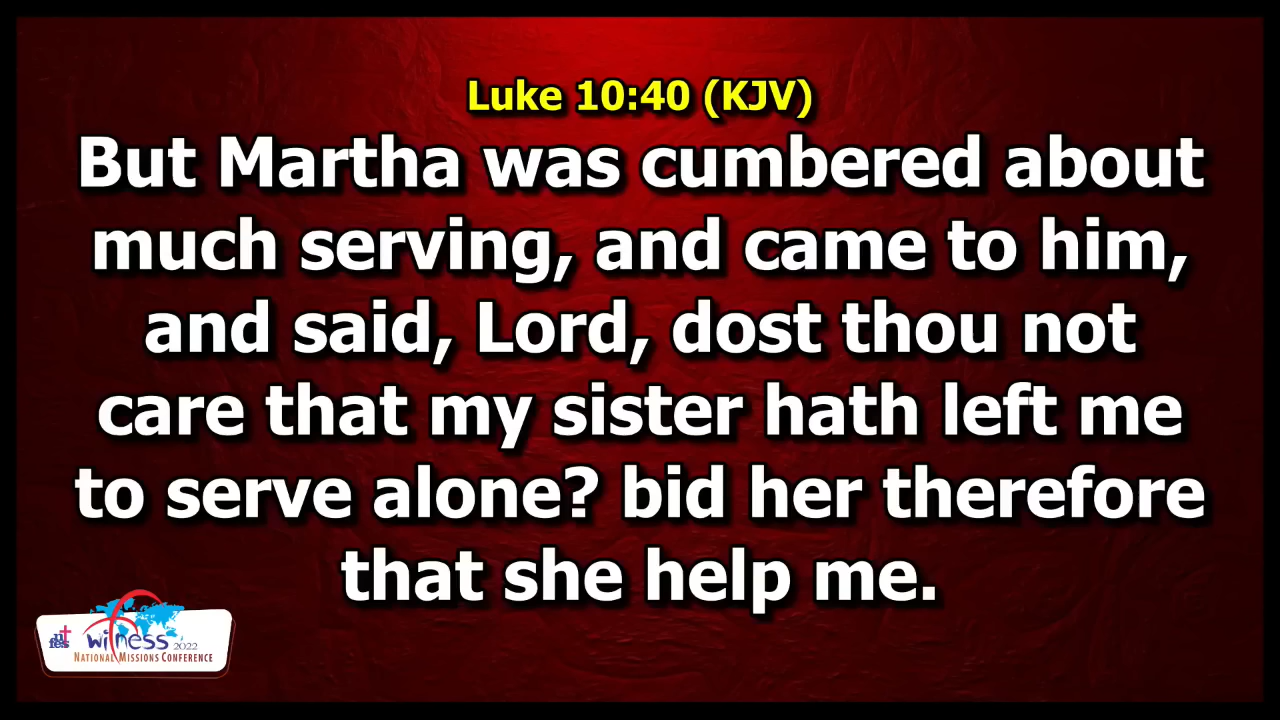 Luke 10:40 (KJV)
But Martha was cumbered about
much serving, and came to him,
and said, Lord, dost thou not
care that my sister hath left me
to serve alone? bid her therefore
that she help me.
nifes
witness 2022
NATIONAL MISSIONS CONFERENCE